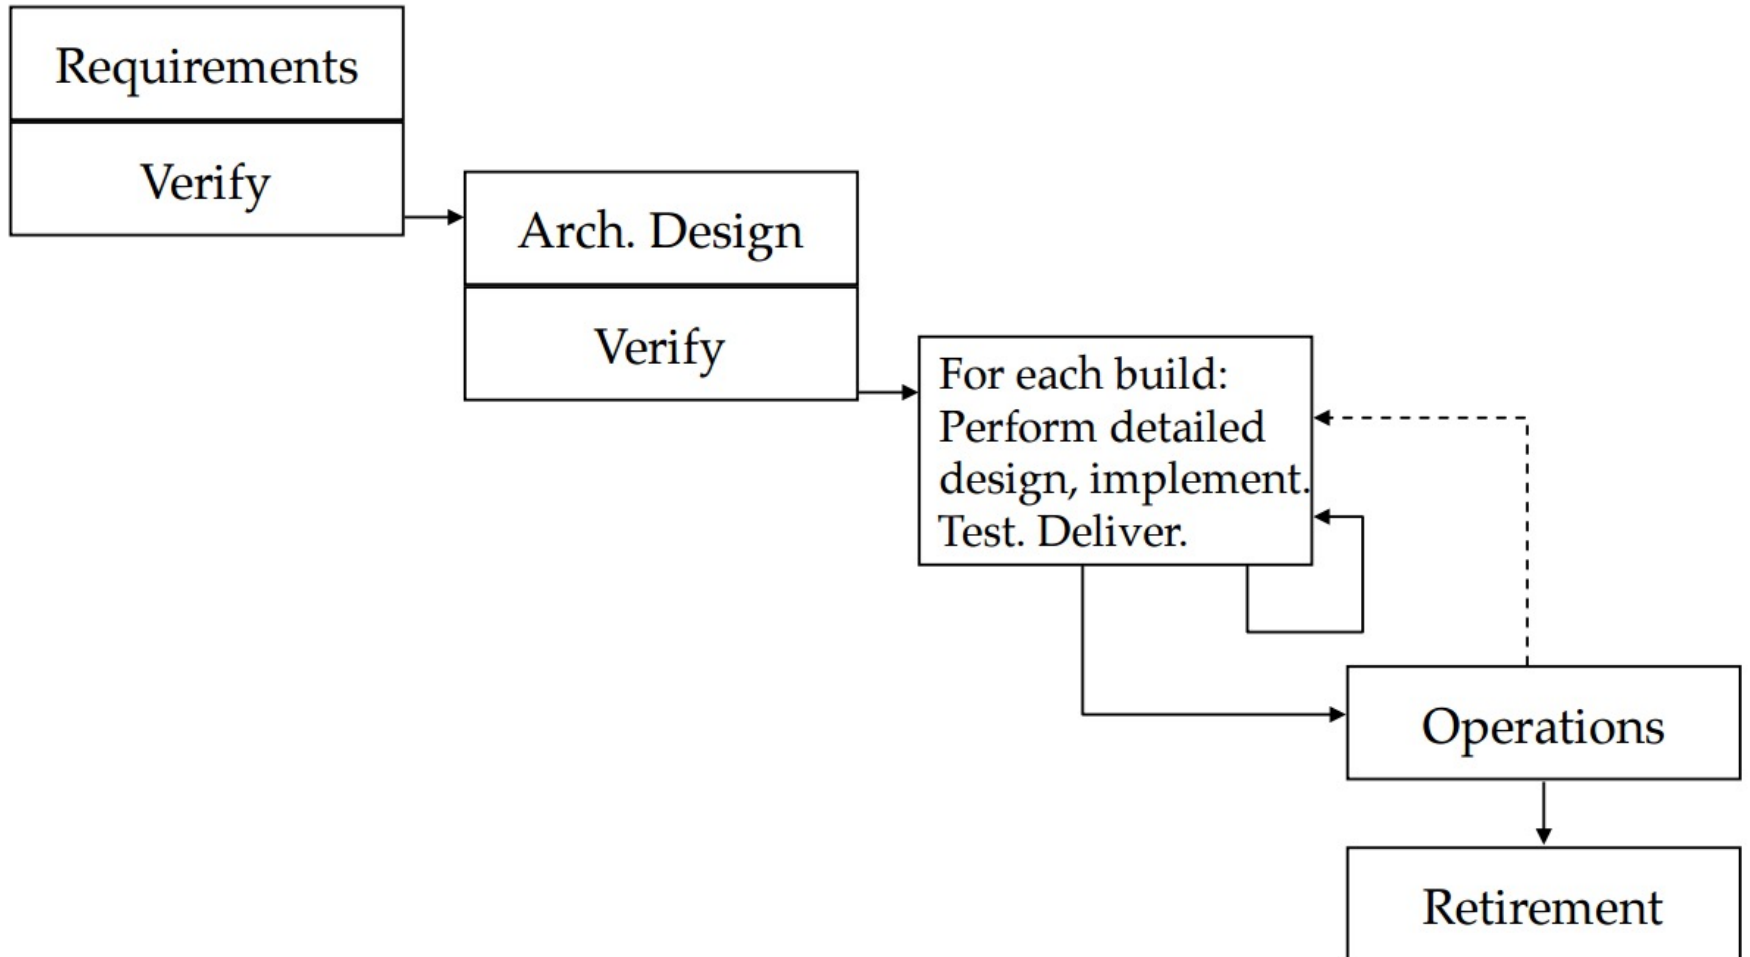 Requirements
Verify
Arch. Design
Verify
For each build:
Perform detailed
design, implement.
Test. Deliver.
Operations
Retirement